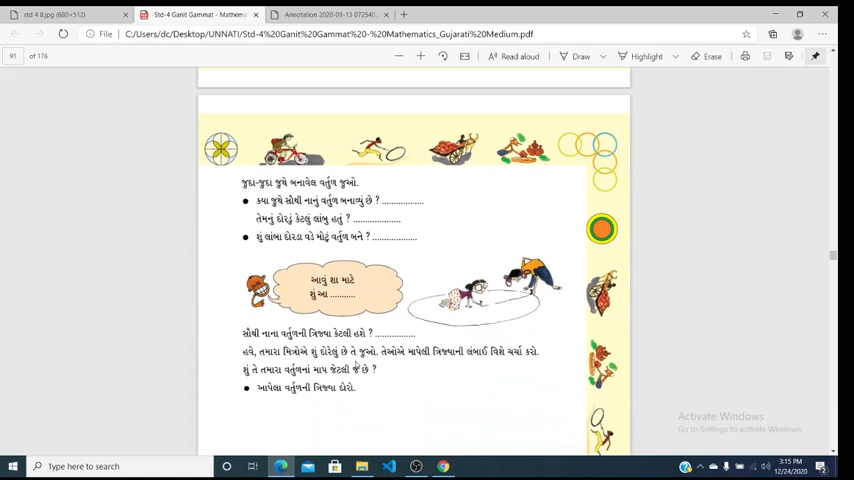 std 4 8.jpg (680×512)
Std-4 Ganit Gammat - Mathema
Annotation 2020-09-13 072540
File
C:/Users/dc/Desktop/UNNATI/Std-4%20Ganit%20Gammat%20-%20Mathematics_Gujarati%20Medium.pdf
91 of 176
Read aloud
Draw
Highlight
Erase
જુદા-જુદા જુથે બનાવેલ વર્તુળ જુઓ.
● ક્યા જુથે સૌથી નાનું વર્તુળ બનાવ્યું છે ? ..................
તેમનું દોરડું કેટલું લાંબુ હતું ? ...................
● શું લાંબા દોરડા વડે મોટું વર્તુળ બને ? ...................
આવું શા માટે
શું આ ...........
સૌથી નાના વર્તુળની ત્રિજ્યા કેટલી હશે ? .................
હવે, તમારા મિત્રોએ શું દોરેલું છે તે જુઓ. તેઓએ માપેલી ત્રિજ્યાની લંબાઈ વિશે ચર્ચા કરો.
શું તે તમારા વર્તુળનાં માપ જેટલી જ છે ?
● આપેલા વર્તુળની ત્રિજ્યા દોરો.
Activate Windows
Go to Settings to activate Windows.
Type here to search
3:15 PM
12/24/2020